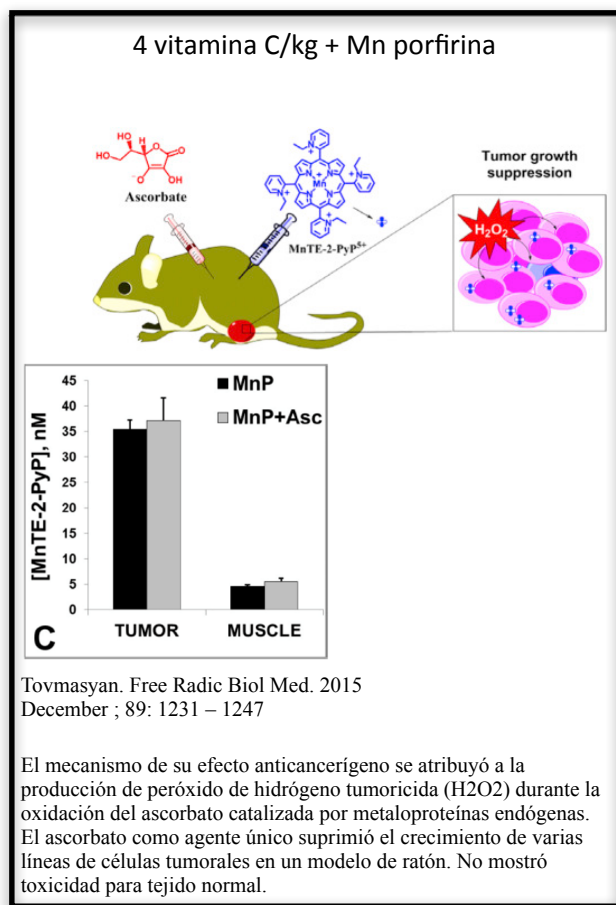 4 vitamina C/kg + Mn porfirina
HO
H
O
O
HO
O
OH
Ascorbate
N
N
N
N
N
N
Mn
N
N
MnTE-2-PyP5+
Tumor growth
suppression
H2O2
[MnTE-2-PyP], nM
45
40
35
30
25
20
15
10
5
0
MnP
MnP+Asc
C
TUMOR
MUSCLE
Tovmasyan. Free Radic Biol Med. 2015
December ; 89: 1231 – 1247
El mecanismo de su efecto anticancerígeno se atribuyó a la
producción de peróxido de hidrógeno tumoricida (H2O2) durante la
oxidación del ascorbato catalizada por metaloproteínas endógenas.
El ascorbato como agente único suprimió el crecimiento de varias
líneas de células tumorales en un modelo de ratón. No mostró
toxicidad para tejido normal.